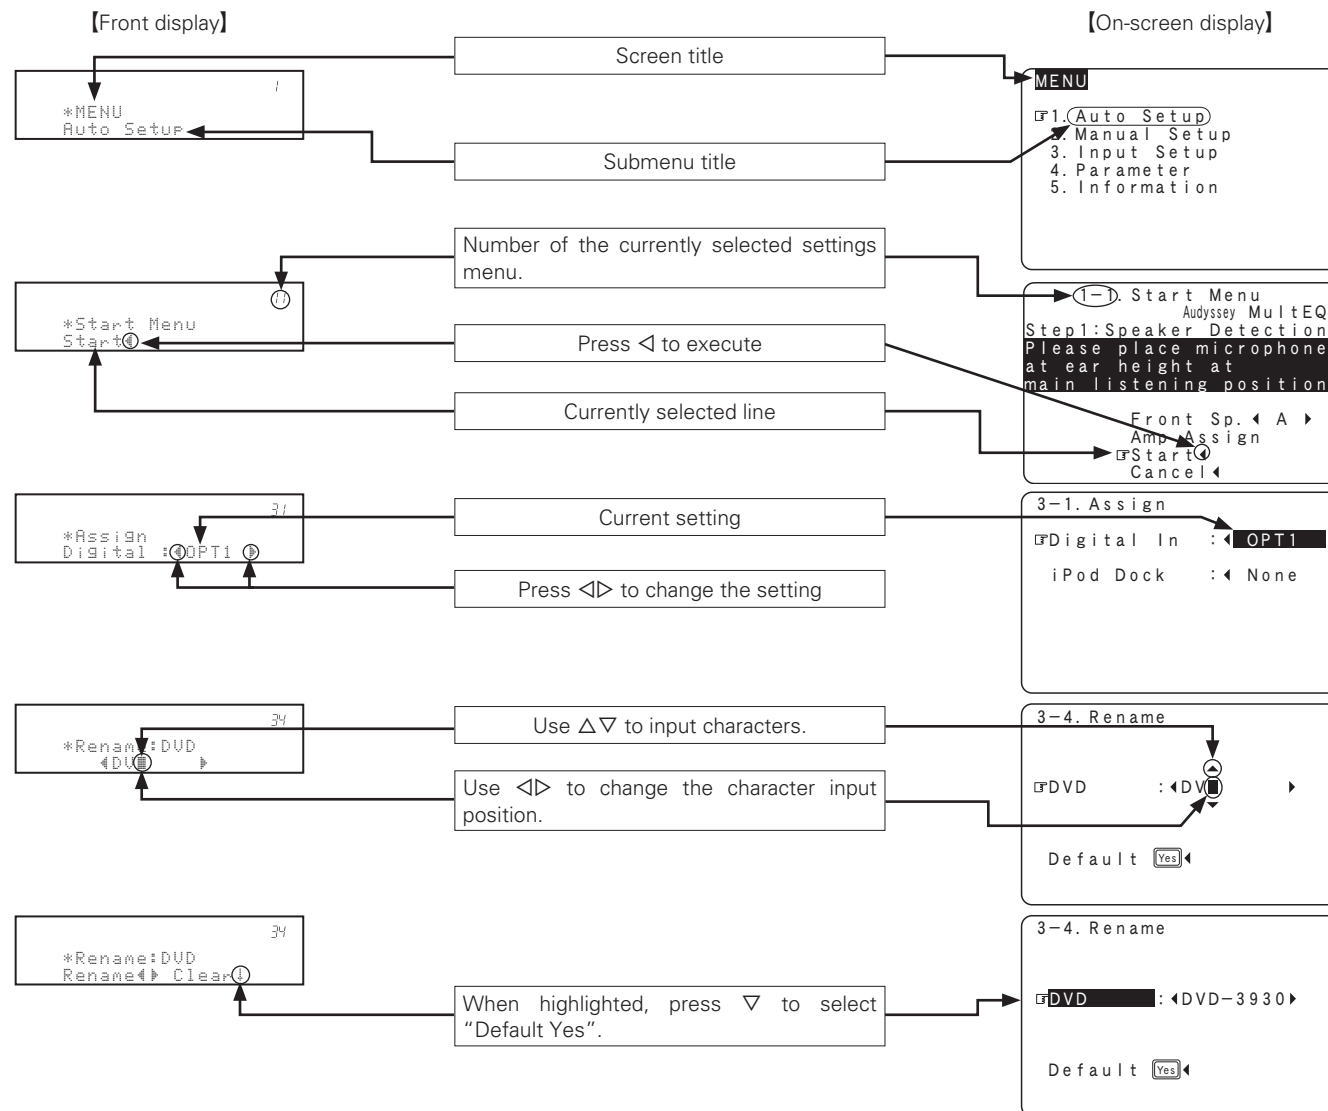 【Front display】
【On-screen display】
Screen title
1
*MENU
Auto Setup
MENU
☞1. Auto Setup
2. Manual Setup
3. Input Setup
4. Parameter
5. Information
Submenu title
Number of the currently selected settings
menu.
11
*Start Menu
Start◀
Press ◁ to execute
Currently selected line
1-1. Start Menu
Audyssey MultEQ
Step1:Speaker Detection
Please place microphone
at ear height at
main listening position
Front Sp.◀ A ▶
Amp Assign
☞Start◀
Cancel◀
31
*Assign
Digital :◀OPT1 ▶
Current setting
Press ◁▷ to change the setting
3-1. Assign
☞Digital In :◀ OPT1
iPod Dock :◀ None
34
*Rename:DVD
◀DV ▶
Use △▽ to input characters.
Use ◁▷ to change the character input
position.
3-4. Rename
☞DVD :◀DV ▶
Default Yes◀
34
*Rename:DVD
Rename◀▶ Clear↓
When highlighted, press ▽ to select
“Default Yes”.
3-4. Rename
☞DVD :◀DVD-3930▶
Default Yes◀